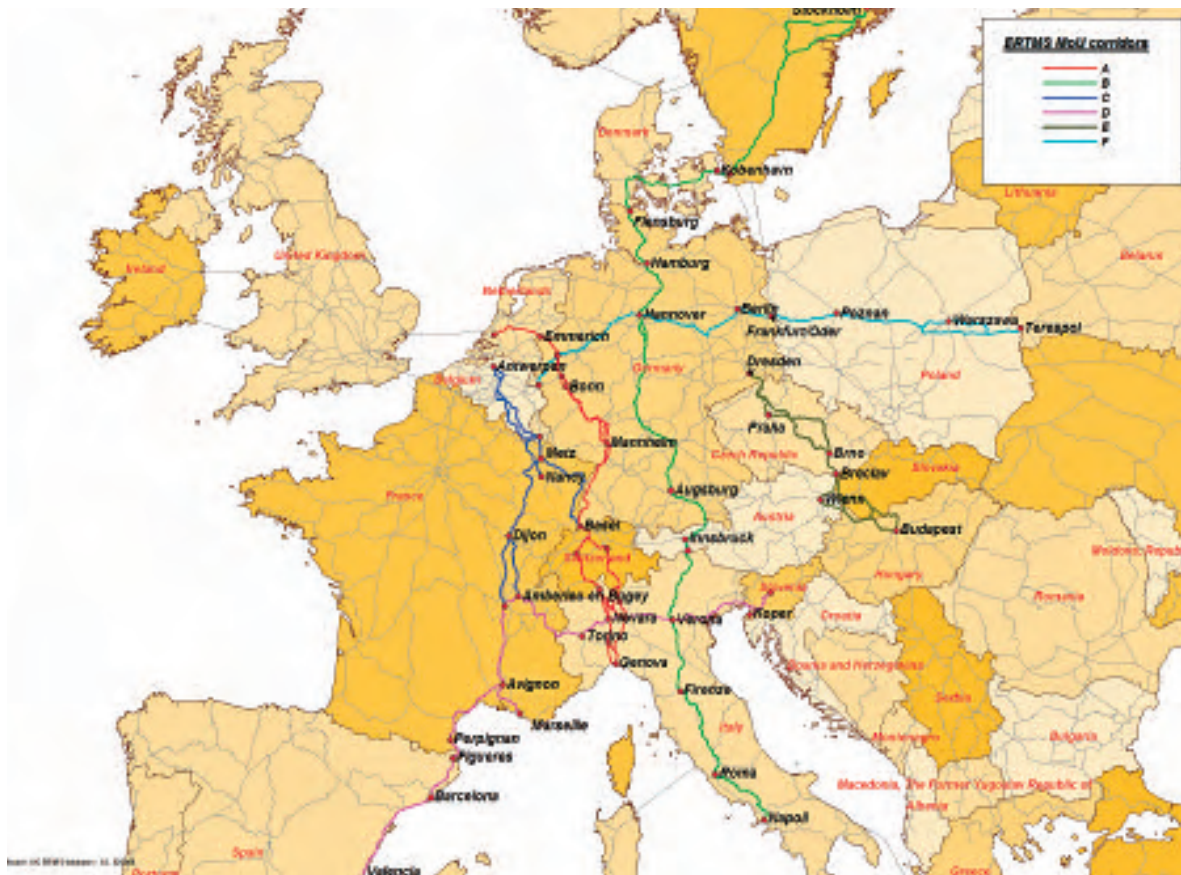 Stockholm
ERTMS MoU corridors
A
B
C
D
E
F
Denmark
København
Lithuania
Flensburg
Ireland
United Kingdom
Hamburg
Belarus
Netherlands
Hannover
Berlin
Poznan
Warszawa
Terespol
Frankfurt/Oder
Emmerich
Antwerpen
Belgium
Germany
Dresden
Poland
Bonn
Praha
Mannheim
Czech Republic
Brno
Metz
Breclav
Slovakia
Nancy
Augsburg
Wien
France
Austria
Basel
Budapest
Dijon
Innsbruck
Switzerland
Hungary
Romania
Slovenia
Amberieu en Bugey
Novara
Verona
Koper
Croatia
Torino
Genova
Bosnia and Herzegovina
Avignon
Firenze
Serbia
Marseille
Italy
Perpignan
Montenegro
Bulgaria
Figueres
Roma
Macedonia, The Former Yugoslav Republic of
Barcelona
Albania
Napoli
Spain
Valencia
Greece